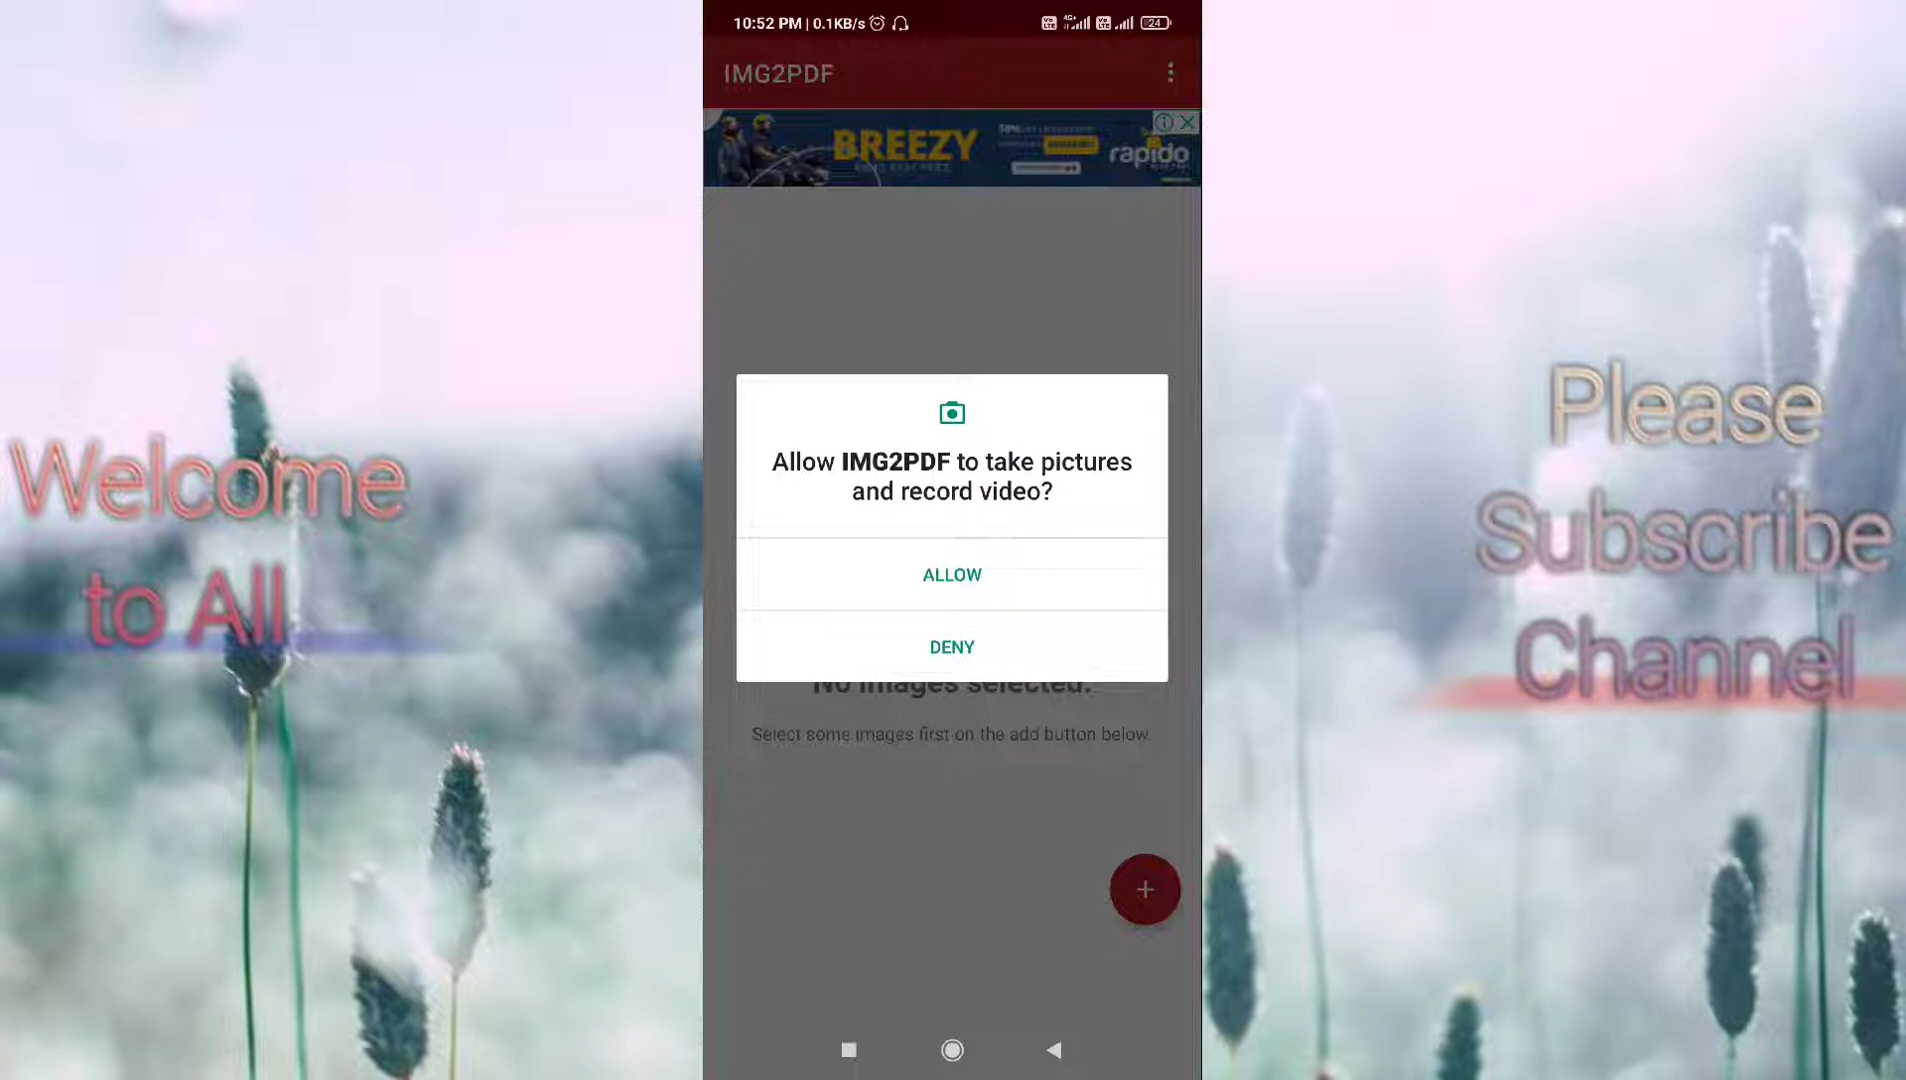 10:52 PM | 0.1KB/s
4G+
24
IMG2PDF
BREEZY
rapido
Allow IMG2PDF to take pictures
and record video?
ALLOW
DENY
No images selected.
Select some images first on the add button below.
Welcome
to All
Please
Subscribe
Channel